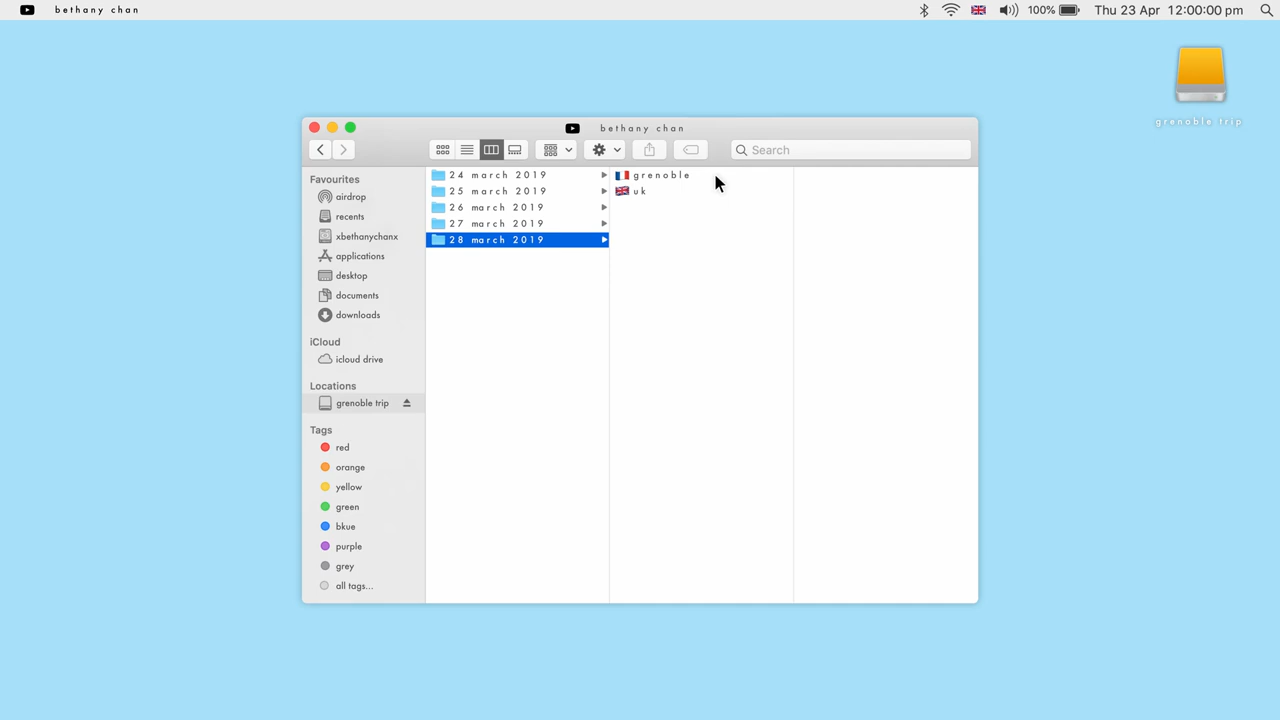 bethany chan
100%
Thu 23 Apr 12:00:00 pm
grenoble trip
bethany chan
Search
Favourites
airdrop
recents
xbethanychanx
applications
desktop
documents
downloads
iCloud
icloud drive
Locations
grenoble trip
Tags
red
orange
yellow
green
bkue
purple
grey
all tags...
24 march 2019
25 march 2019
26 march 2019
27 march 2019
28 march 2019
grenoble
uk